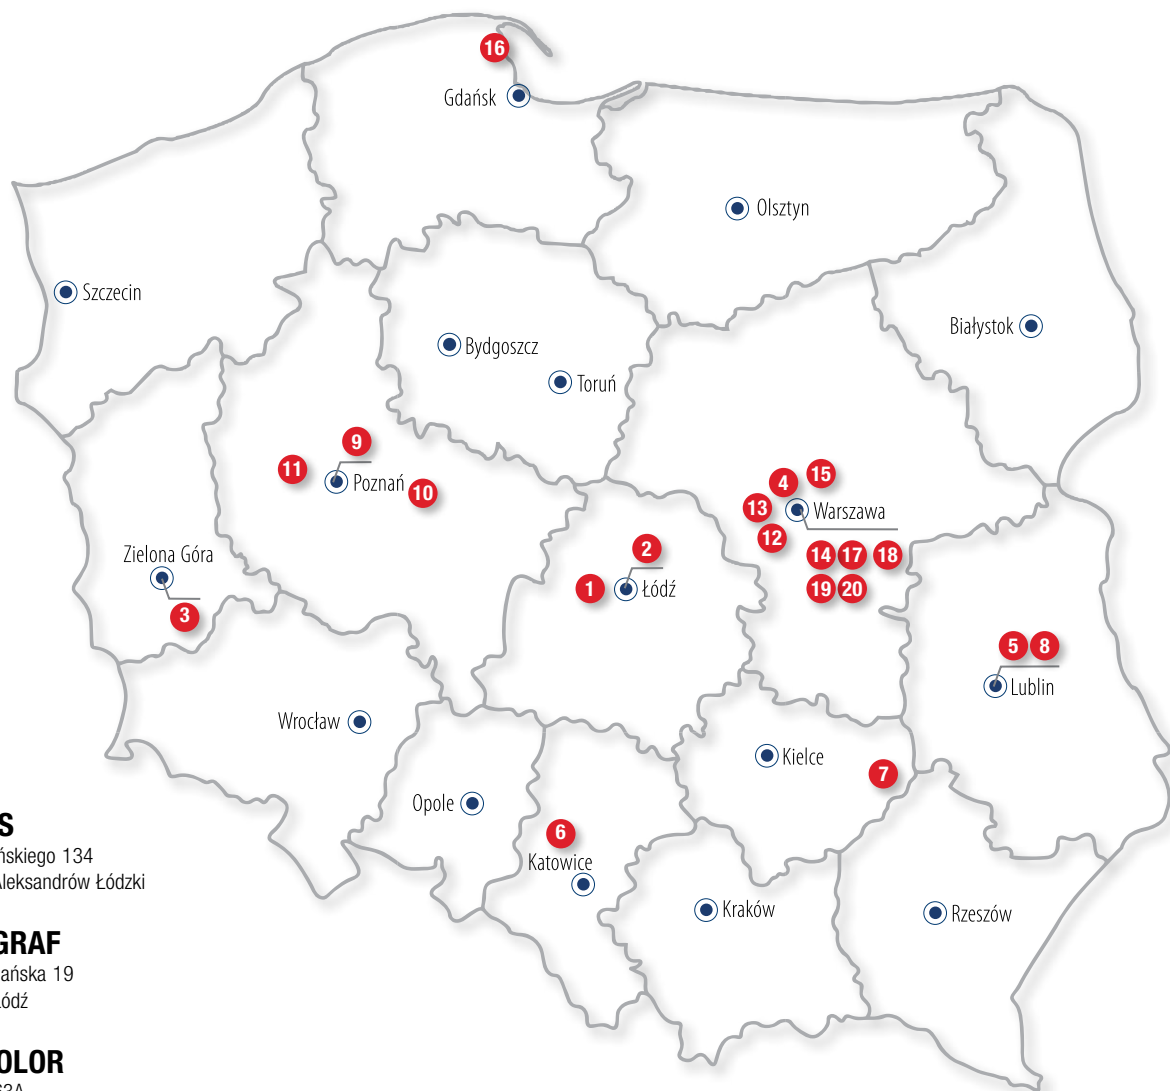 16
Gdańsk
Olsztyn
Szczecin
Białystok
Bydgoszcz
Toruń
9
11
Poznań
10
15
4
13
Warszawa
12
14 17 18
19 20
Zielona Góra
3
2
1
Łódź
5 8
Lublin
Wrocław
Kielce
7
Opole
6
Katowice
Kraków
Rzeszów
S
ńskiego 134
Aleksandrów Łódzki
GRAF
ańska 19
ódź
OLOR